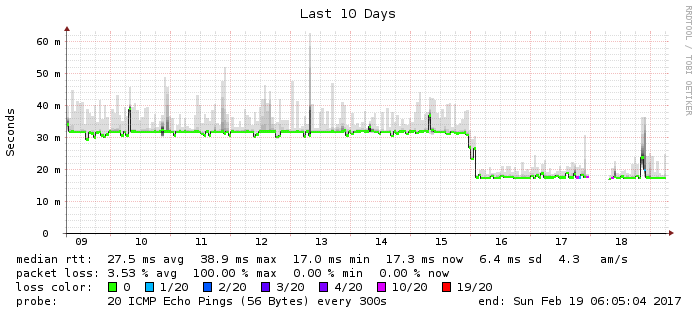 Last 10 Days
RRDTOOL / TOBI OETIKER
Seconds
60 m
50 m
40 m
30 m
20 m
10 m
0
09 10 11 12 13 14 15 16 17 18
median rtt: 27.5 ms avg 38.9 ms max 17.0 ms min 17.3 ms now 6.4 ms sd 4.3 am/s
packet loss: 3.53 % avg 100.00 % max 0.00 % min 0.00 % now
loss color: 0 1/20 2/20 3/20 4/20 10/20 19/20
probe: 20 ICMP Echo Pings (56 Bytes) every 300s end: Sun Feb 19 06:05:04 2017